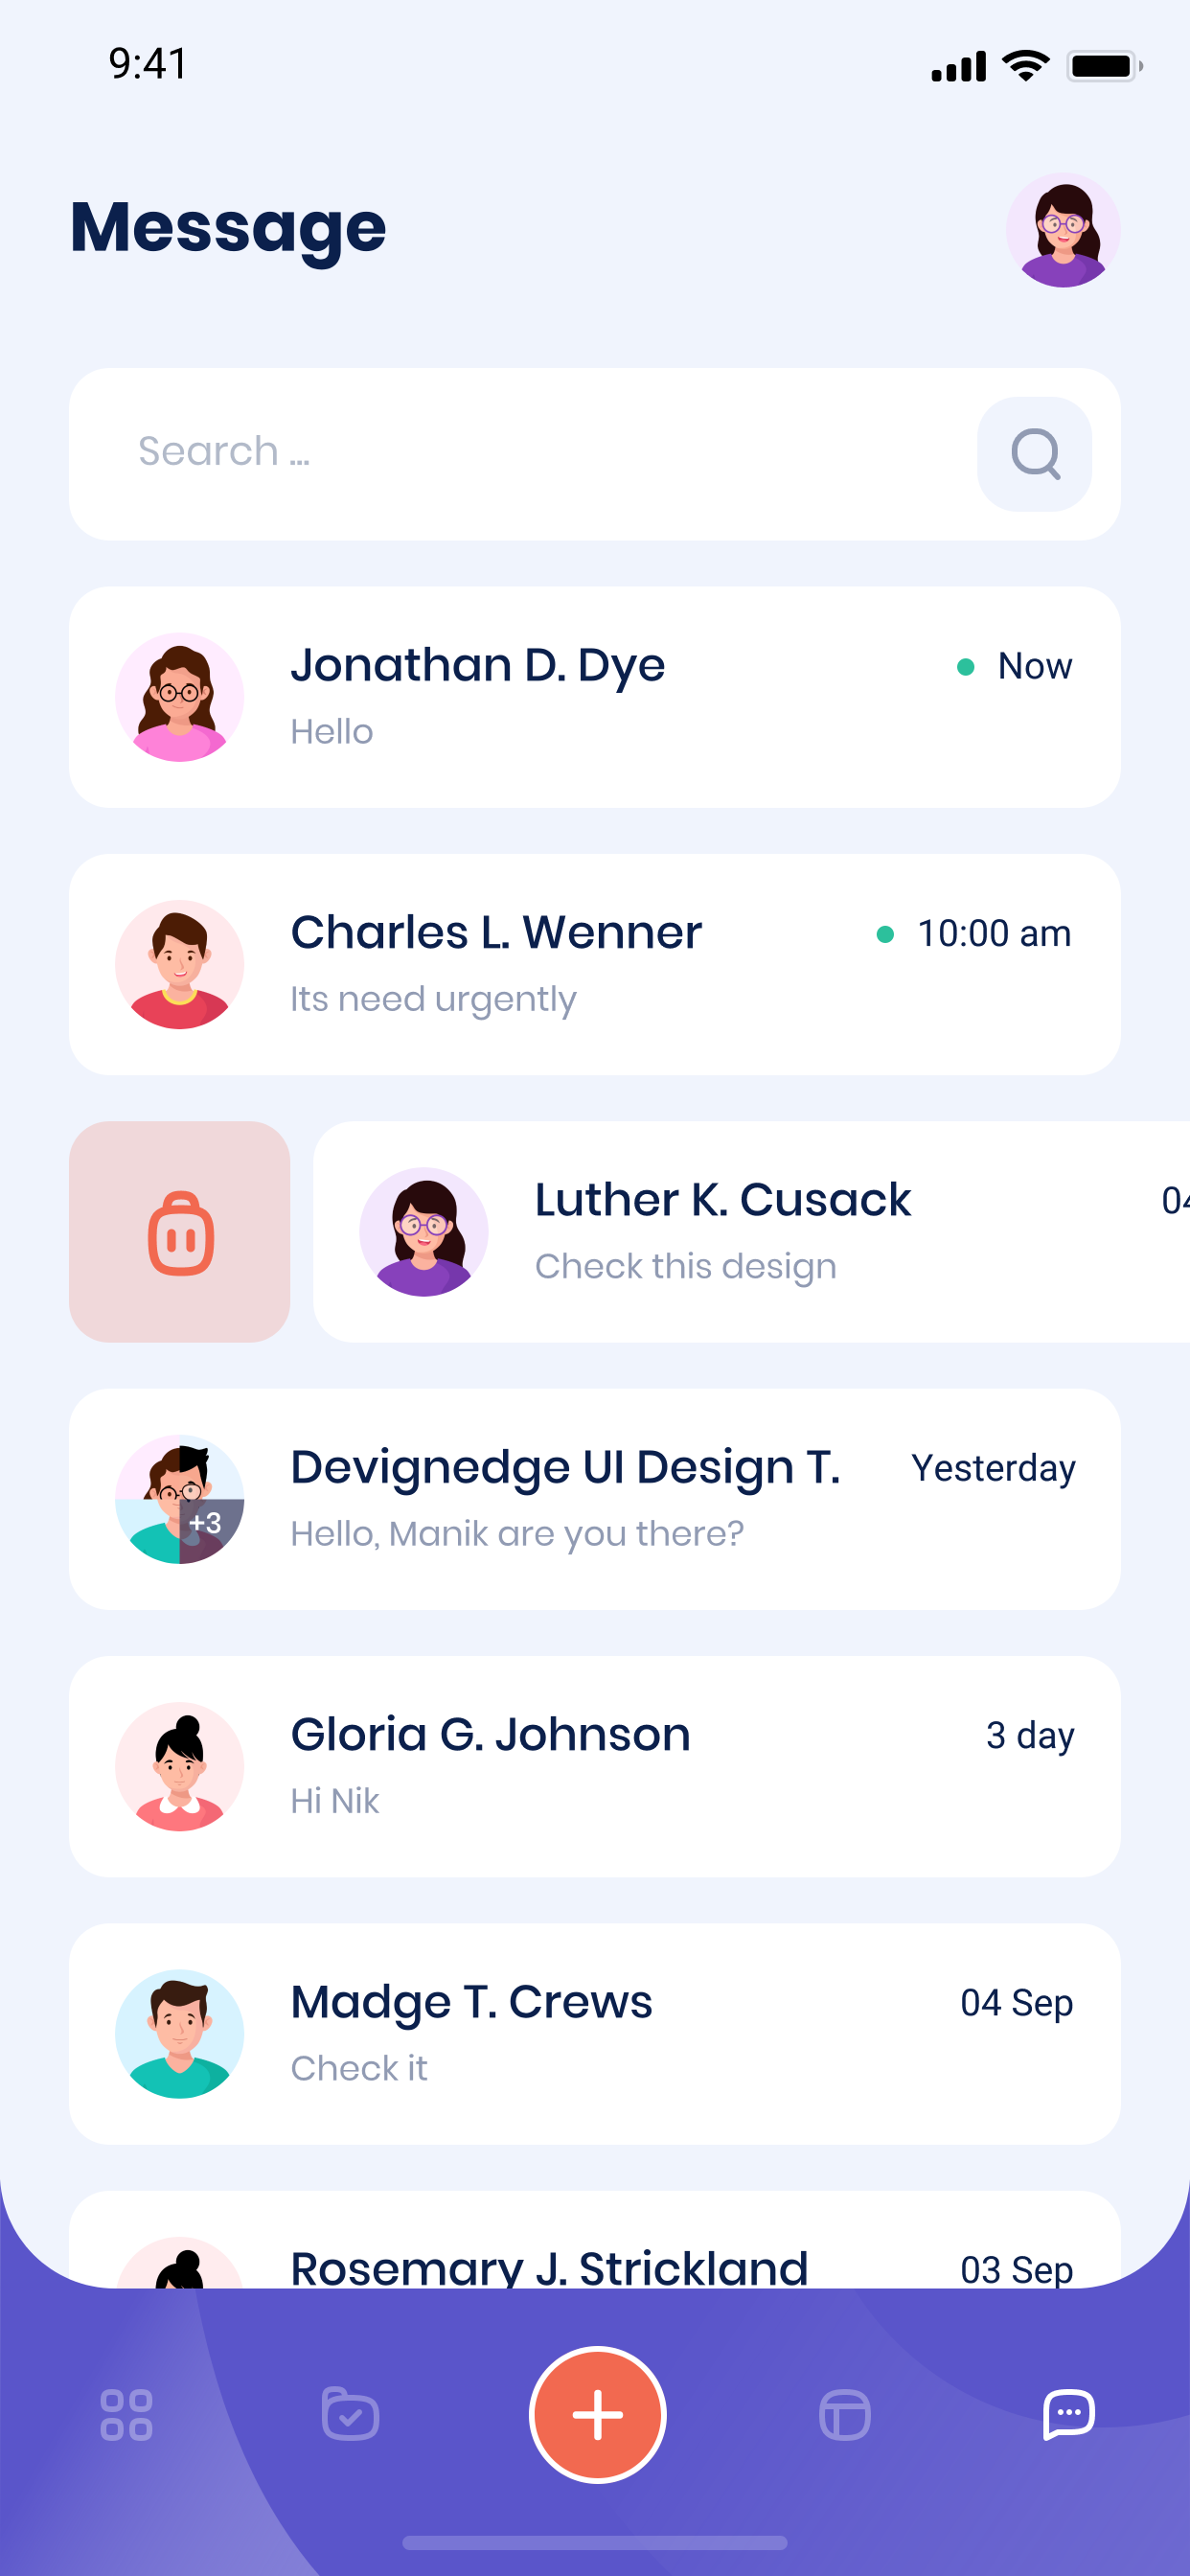 9:41
Message
Search ...
Jonathan D. Dye
Now
Hello
Charles L. Wenner
10:00 am
Its need urgently
Luther K. Cusack
Check this design
Devignedge UI Design T.
Yesterday
+3
Hello, Manik are you there?
Gloria G. Johnson
3 day
Hi Nik
Madge T. Crews
04 Sep
Check it
Rosemary J. Strickland
03 Sep